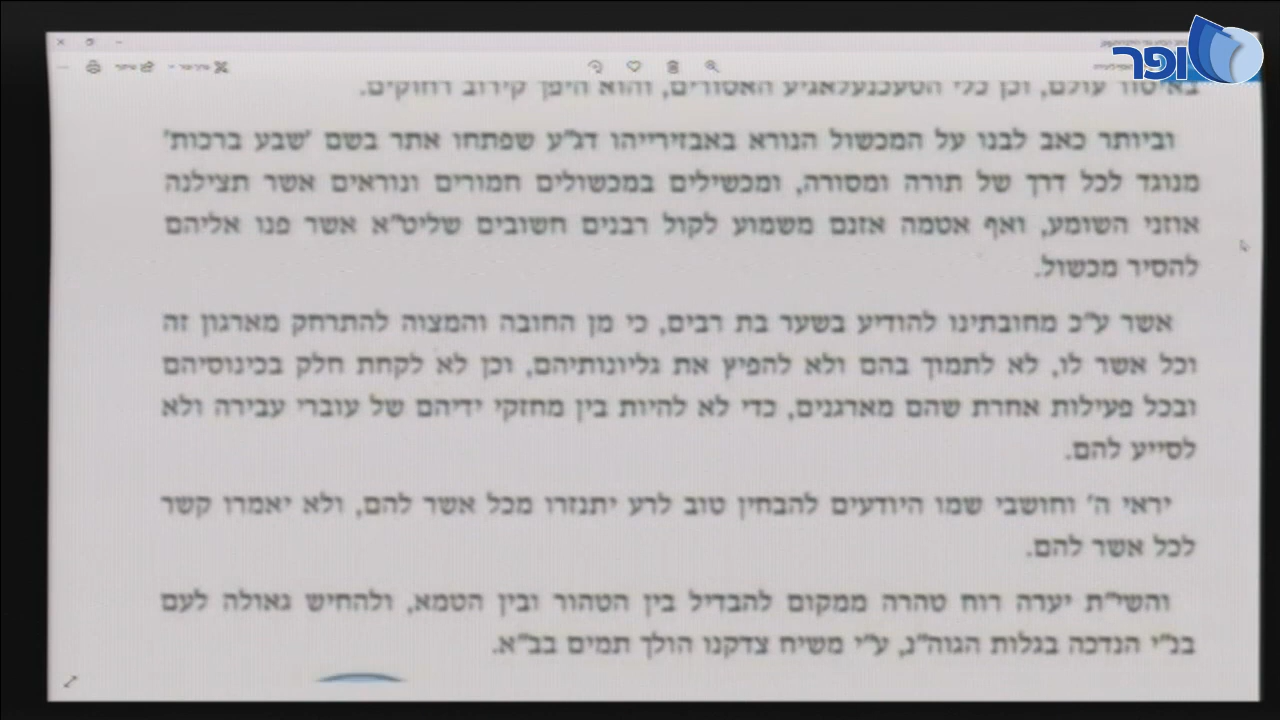 שופר
באיסור עולם, וכן כלי הטעכנעלאגיע האסורים, והוא היפך קירוב רחוקים.
וביותר כאב לבנו על המכשול הנורא באבזירייהו דג"ע שפתחו אתר בשם 'שבע ברכות'
מנוגד לכל דרך של תורה ומסורה, ומכשילים במכשולים חמורים ונוראים אשר תצילנה
אוזני השומע, ואף אטמה אזנם משמוע לקול רבנים חשובים שליט"א אשר פנו אליהם
להסיר מכשול.
אשר ע"כ מחובתינו להודיע בשער בת רבים, כי מן החובה והמצוה להתרחק מארגון זה
וכל אשר לו, לא לתמוך בהם ולא להפיץ את גליונותיהם, וכן לא לקחת חלק בכינוסיהם
ובכל פעילות אחרת שהם מארגנים, כדי לא להיות בין מחזקי ידיהם של עוברי עבירה ולא
לסייע להם.
יראי ה' וחושבי שמו היודעים להבחין טוב לרע יתנזרו מכל אשר להם, ולא יאמרו קשר
לכל אשר להם.
והשי"ת יערה רוח טהרה ממקום להבדיל בין הטהור ובין הטמא, ולהחיש גאולה לעם
בנ"י הנדכה בגלות הגוה"נ, ע"י משיח צדקנו הולך תמים בב"א.